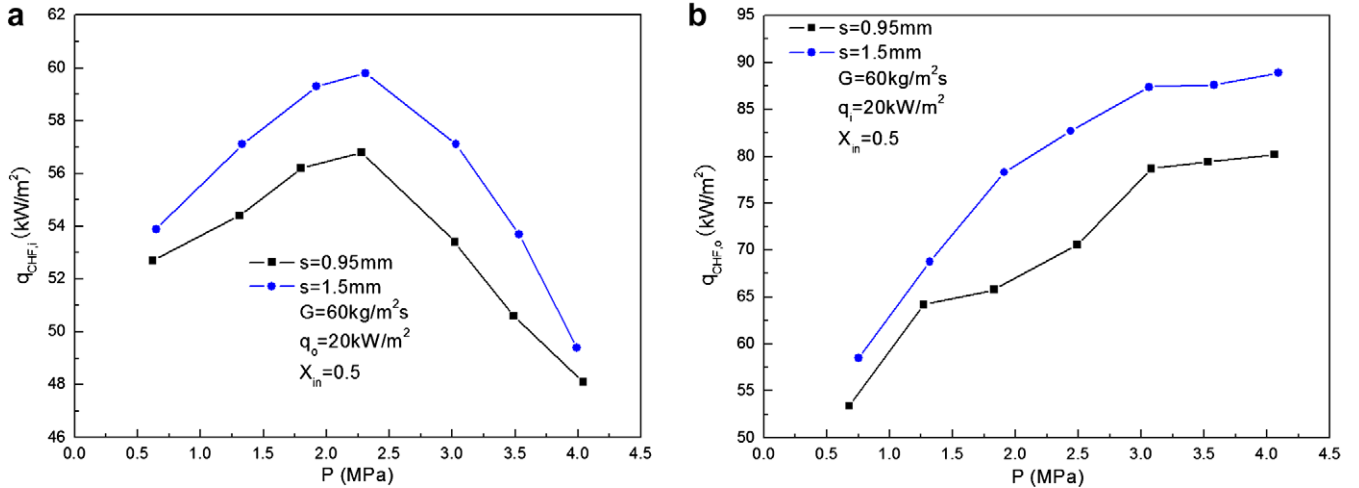 a
62
60
58
56
54
52
50
48
46
q_CHF,i (kW/m²)
s=0.95mm
s=1.5mm
G=60kg/m²s
q_o=20kW/m²
X_in=0.5
0.0 0.5 1.0 1.5 2.0 2.5 3.0 3.5 4.0 4.5
P (MPa)
b
95
90
85
80
75
70
65
60
55
50
q_CHF,o (kW/m²)
s=0.95mm
s=1.5mm
G=60kg/m²s
q_i=20kW/m²
X_in=0.5
0.0 0.5 1.0 1.5 2.0 2.5 3.0 3.5 4.0 4.5
P (MPa)